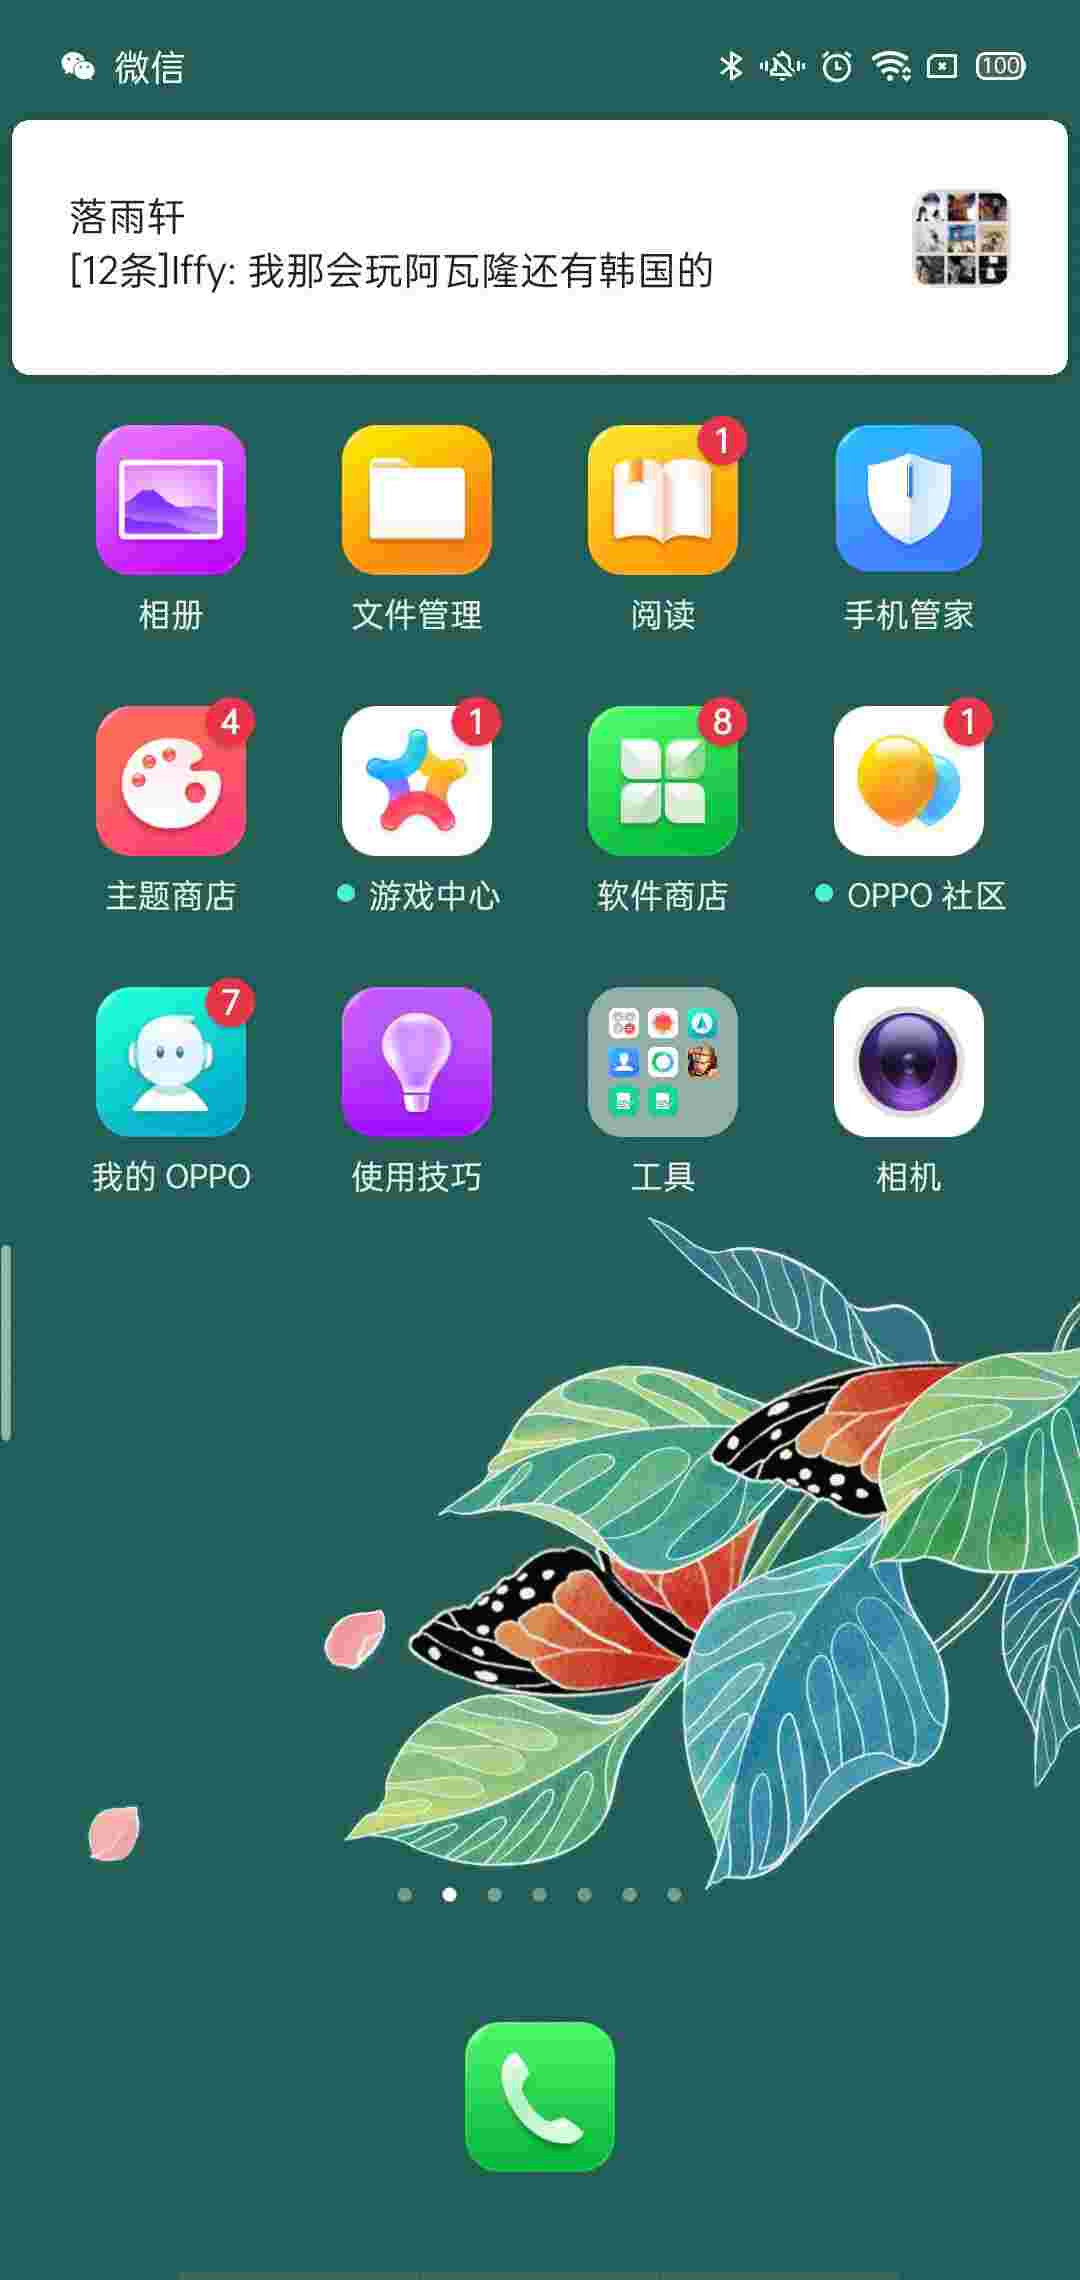 微信 100
落雨轩
[12条]Iffy: 我那会玩阿瓦隆还有韩国的
1
相册 文件管理 阅读 手机管家
4 1 8 1
主题商店 游戏中心 软件商店 OPPO 社区
7
我的 OPPO 使用技巧 工具 相机